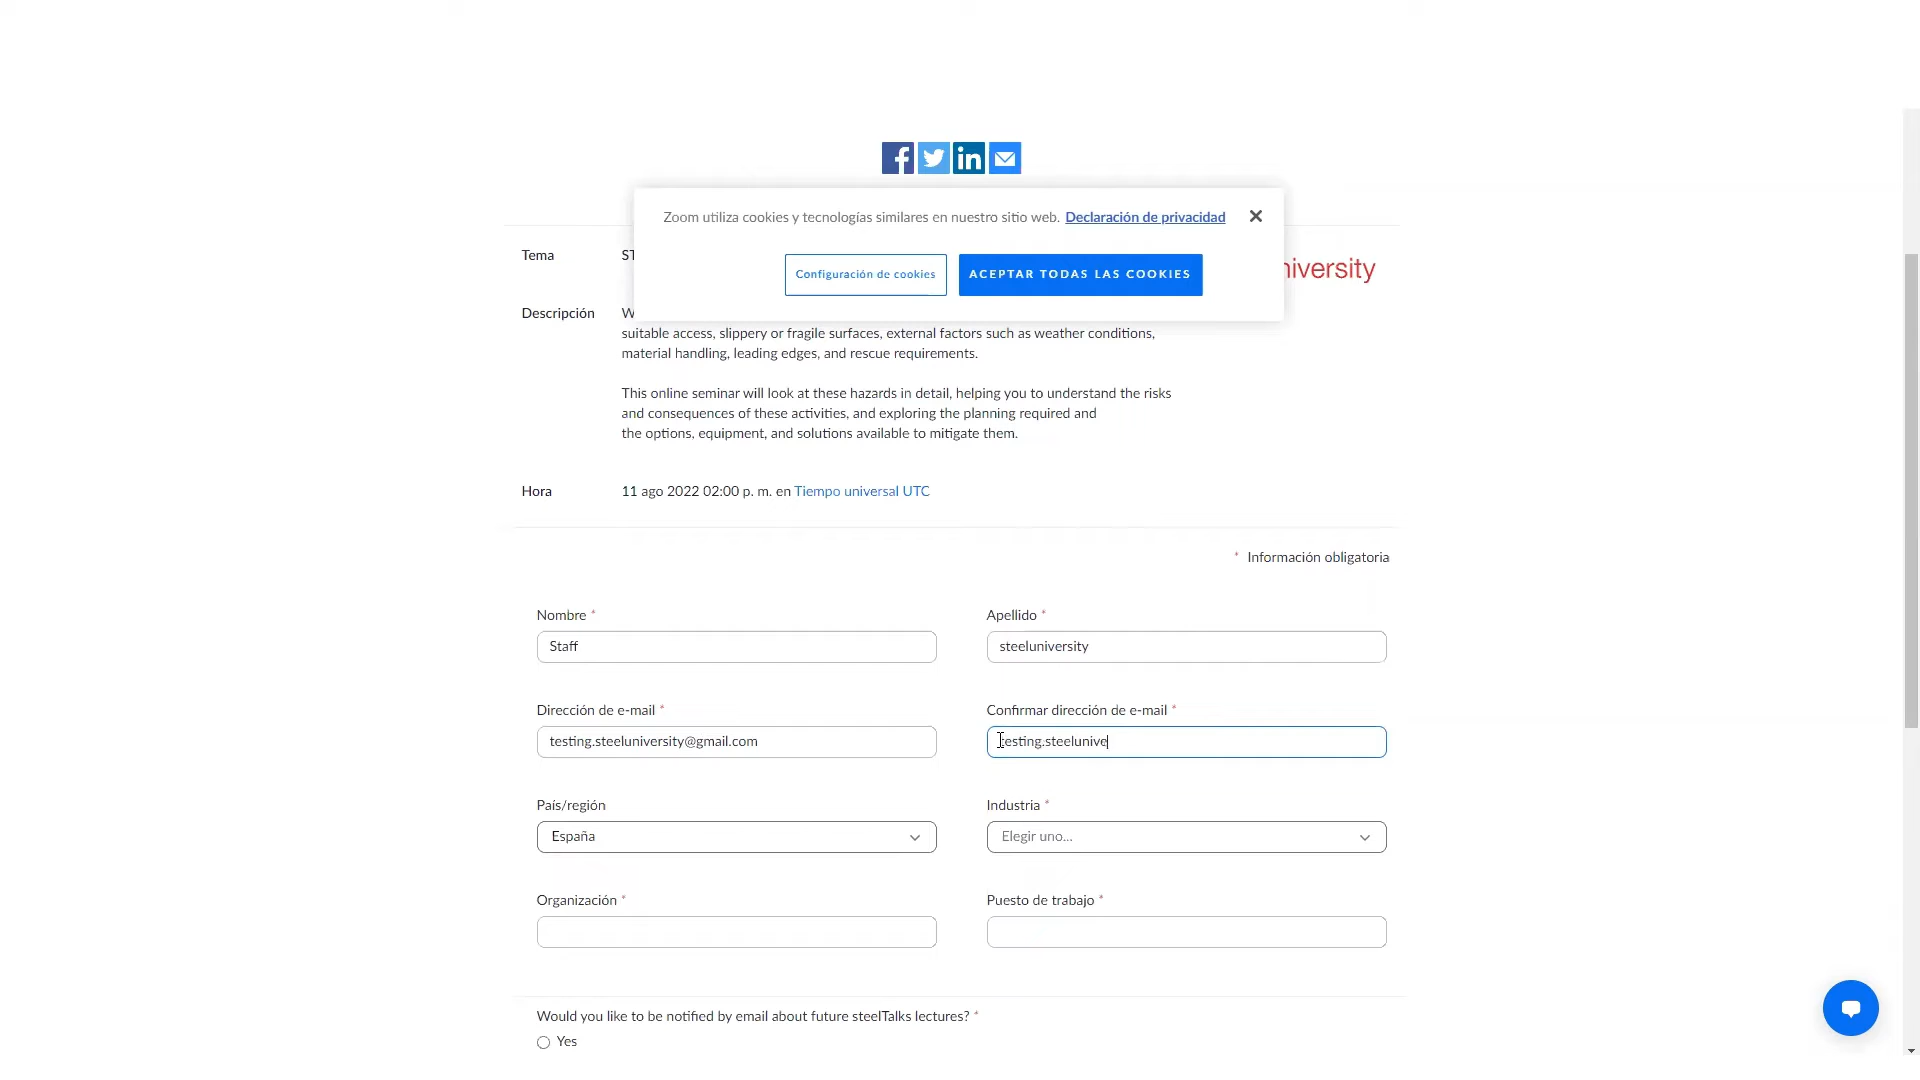 Zoom utiliza cookies y tecnologías similares en nuestro sitio web. Declaración de privacidad
Configuración de cookies
ACEPTAR TODAS LAS COOKIES
Tema
Descripción
suitable access, slippery or fragile surfaces, external factors such as weather conditions,
material handling, leading edges, and rescue requirements.
This online seminar will look at these hazards in detail, helping you to understand the risks
and consequences of these activities, and exploring the planning required and
the options, equipment, and solutions available to mitigate them.
Hora
11 ago 2022 02:00 p. m. en Tiempo universal UTC
* Información obligatoria
Nombre *
Apellido *
Staff
steeluniversity
Dirección de e-mail *
Confirmar dirección de e-mail *
testing.steeluniversity@gmail.com
testing.steelunive
País/región
Industria *
España
Elegir uno...
Organización *
Puesto de trabajo *
Would you like to be notified by email about future steelTalks lectures? *
Yes